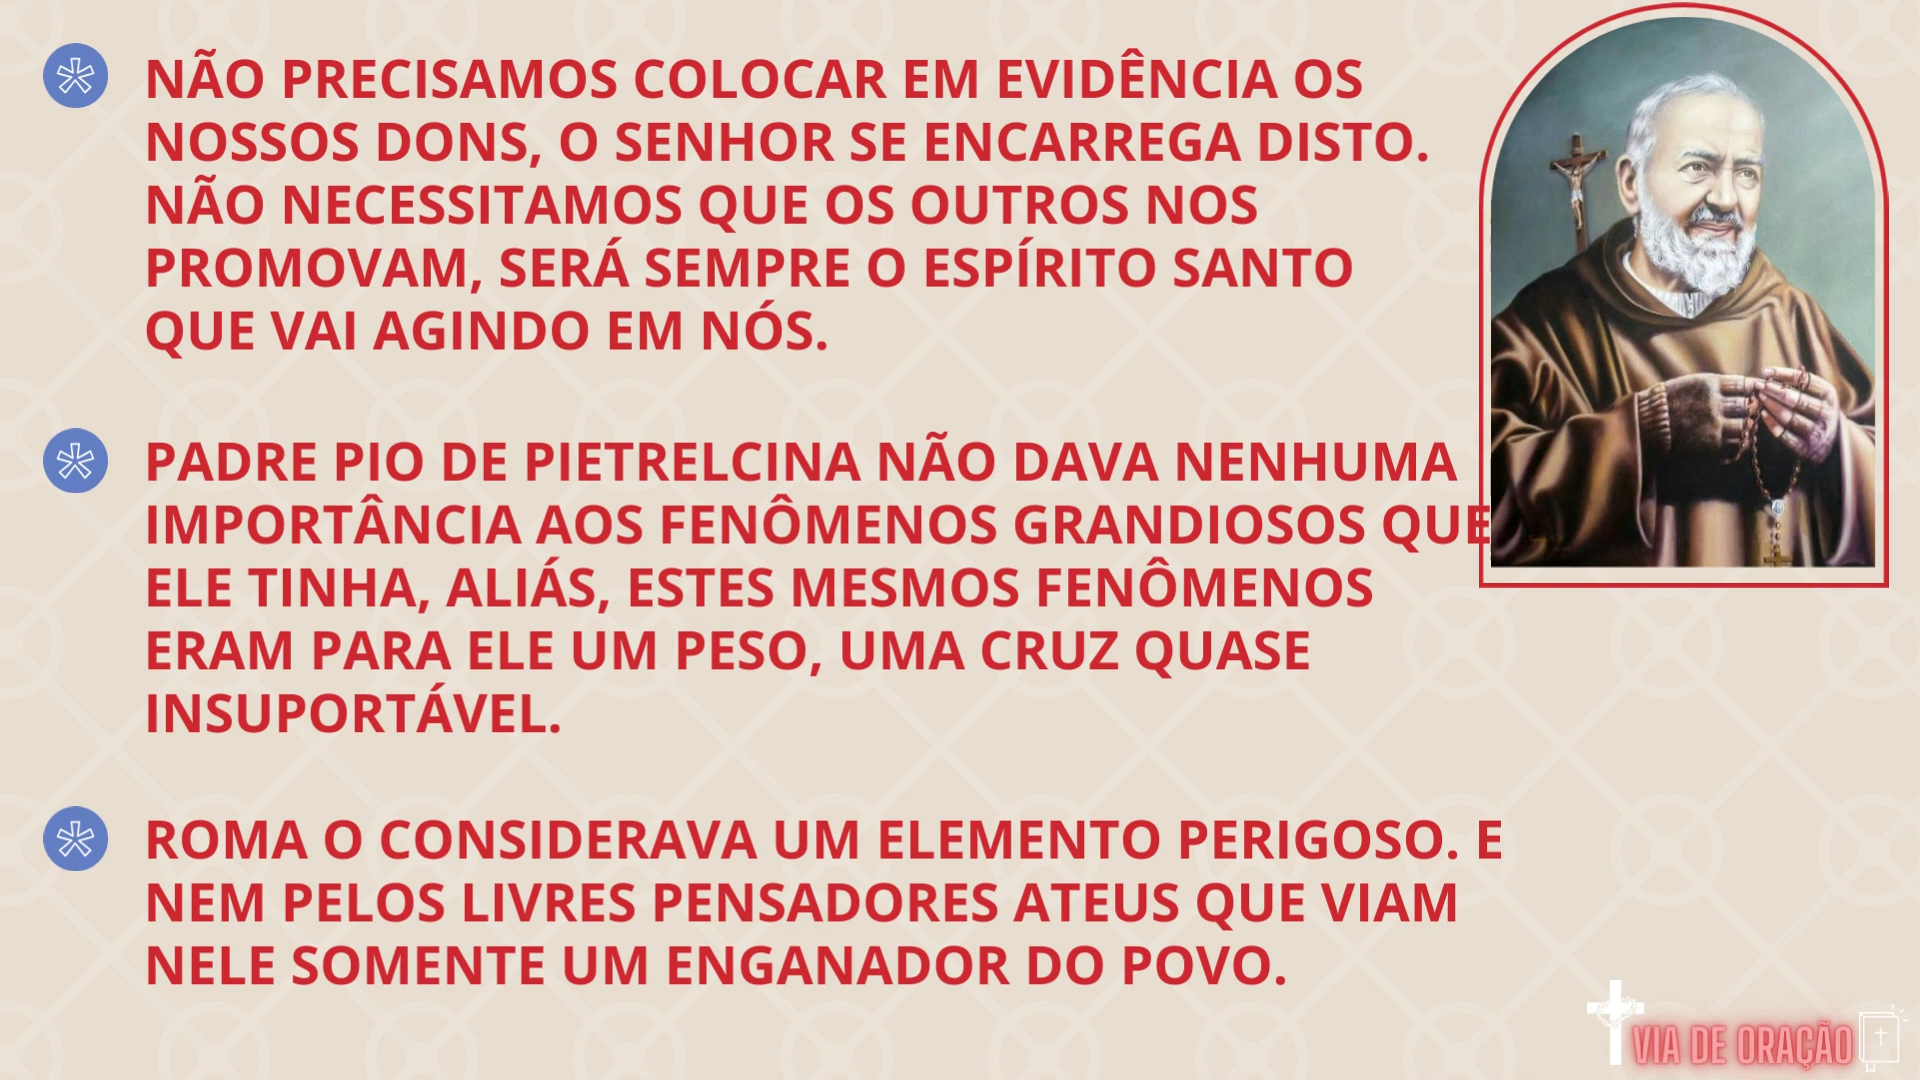 NÃO PRECISAMOS COLOCAR EM EVIDÊNCIA OS
NOSSOS DONS, O SENHOR SE ENCARREGA DISTO.
NÃO NECESSITAMOS QUE OS OUTROS NOS
PROMOVAM, SERÁ SEMPRE O ESPÍRITO SANTO
QUE VAI AGINDO EM NÓS.
PADRE PIO DE PIETRELCINA NÃO DAVA NENHUMA
IMPORTÂNCIA AOS FENÔMENOS GRANDIOSOS QUE
ELE TINHA, ALIÁS, ESTES MESMOS FENÔMENOS
ERAM PARA ELE UM PESO, UMA CRUZ QUASE
INSUPORTÁVEL.
ROMA O CONSIDERAVA UM ELEMENTO PERIGOSO. E
NEM PELOS LIVRES PENSADORES ATEUS QUE VIAM
NELE SOMENTE UM ENGANADOR DO POVO.
VIA DE ORAÇÃO